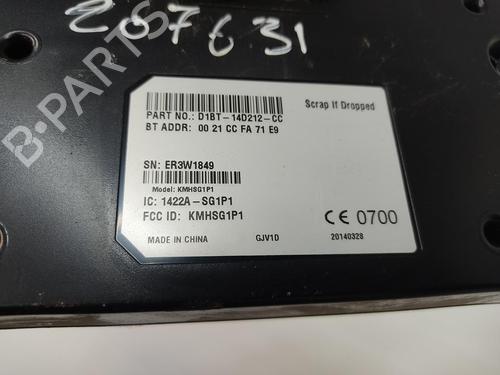 207631
B-PARTS
Scrap If Dropped
PART NO.: D1BT-14D212-CC
BT ADDR: 00 21 CC FA 71 E9
SN: ER3W1849
Model: KMHSG1P1
IC: 1422A-SG1P1
FCC ID: KMHSG1P1
CE 0700
MADE IN CHINA GJV1D 20140328